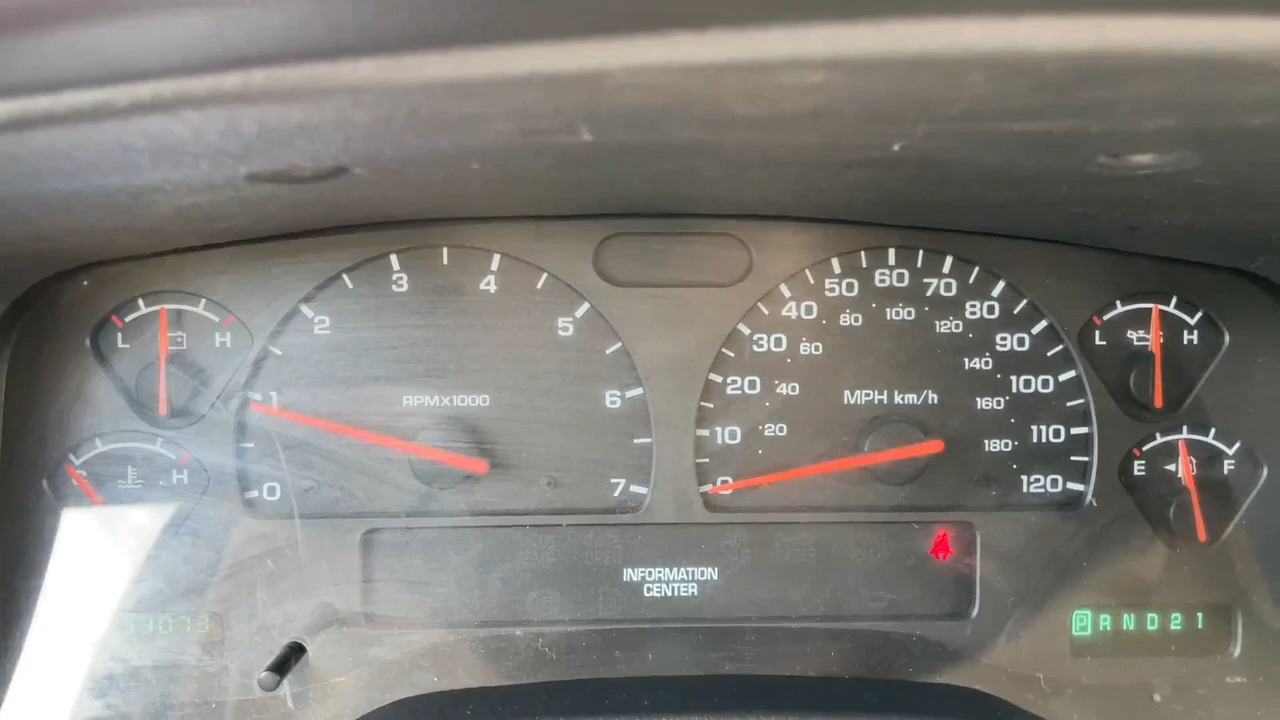 L H
C H
0 1 2 3 4 5 6 7
RPMx1000
0 10 20 30 40 50 60 70 80 90 100 110 120
20 40 60 80 100 120 140 160 180
MPH km/h
L H
E F
INFORMATION
CENTER
P R N D 2 1